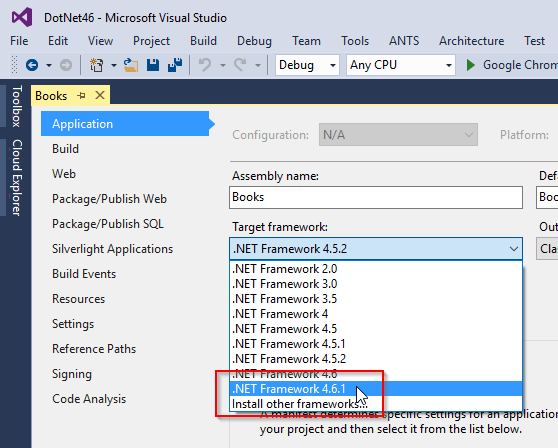 DotNet46 - Microsoft Visual Studio
File Edit View Project Build Debug Team Tools ANTS Architecture Test
Debug Any CPU Google Chrom
Toolbox
Cloud Explorer
Books
Application
Build
Web
Package/Publish Web
Package/Publish SQL
Silverlight Applications
Build Events
Resources
Settings
Reference Paths
Signing
Code Analysis
Configuration: N/A Platform:
Assembly name: Defa
Books Boo
Target framework: Out
.NET Framework 4.5.2 Clas
.NET Framework 2.0
.NET Framework 3.0
.NET Framework 3.5
.NET Framework 4
.NET Framework 4.5
.NET Framework 4.5.1
.NET Framework 4.5.2
.NET Framework 4.6
.NET Framework 4.6.1
Install other frameworks...
A manifest determines specific settings for an application
your project and then select it from the list below.